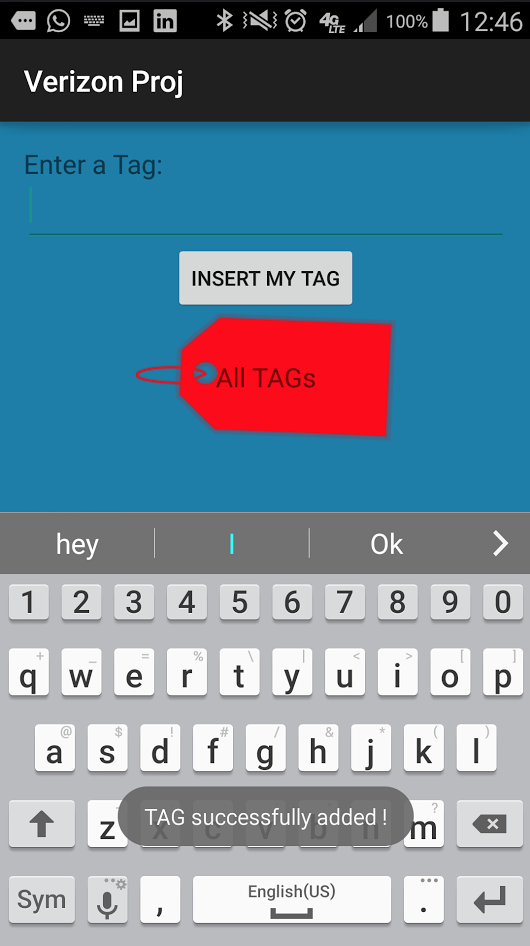 4G LTE 100% 12:46
Verizon Proj
Enter a Tag:
INSERT MY TAG
All TAGs
hey I Ok
1 2 3 4 5 6 7 8 9 0
+ _ = % \ | < > [ ]
q w e r t y u i o p
@ $ ! # / & * ( )
a s d f g h j k l
?
z x c v b n m
TAG successfully added !
Sym , English(US) .